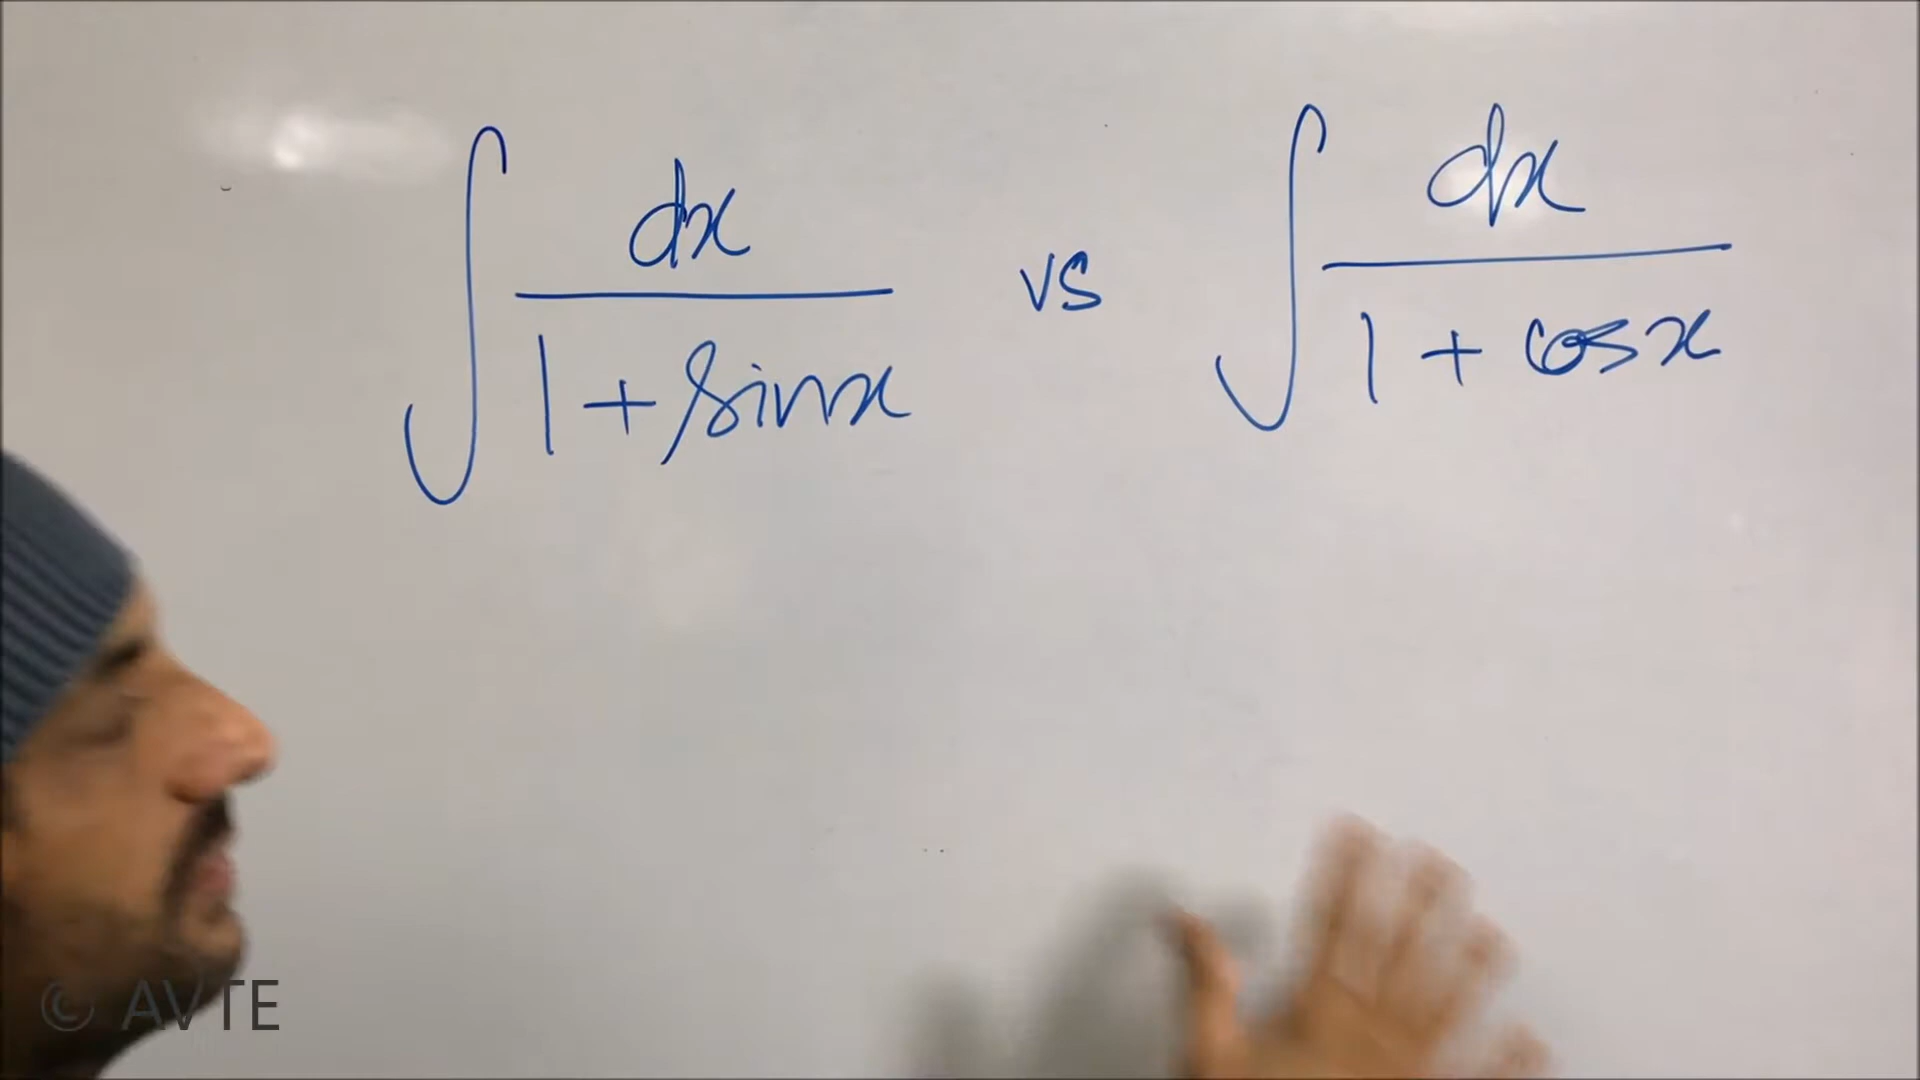 ∫ dx / (1 + sinx) vs ∫ dx / (1 + cosx)
© AVTE